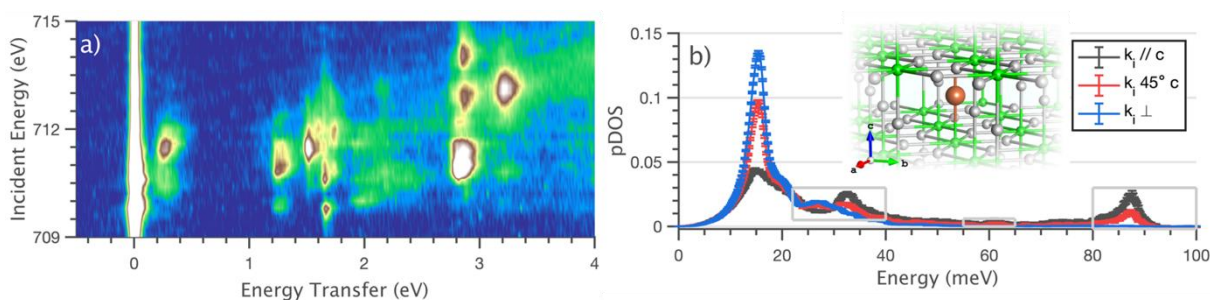 715
712
709
Incident Energy (eV)
a)
0
1
2
3
4
Energy Transfer (eV)
b)
0.15
0.10
0.05
0
pDOS
0
20
40
60
80
100
Energy (meV)
c
a
b
kᵢ // c
kᵢ 45° c
kᵢ ⊥